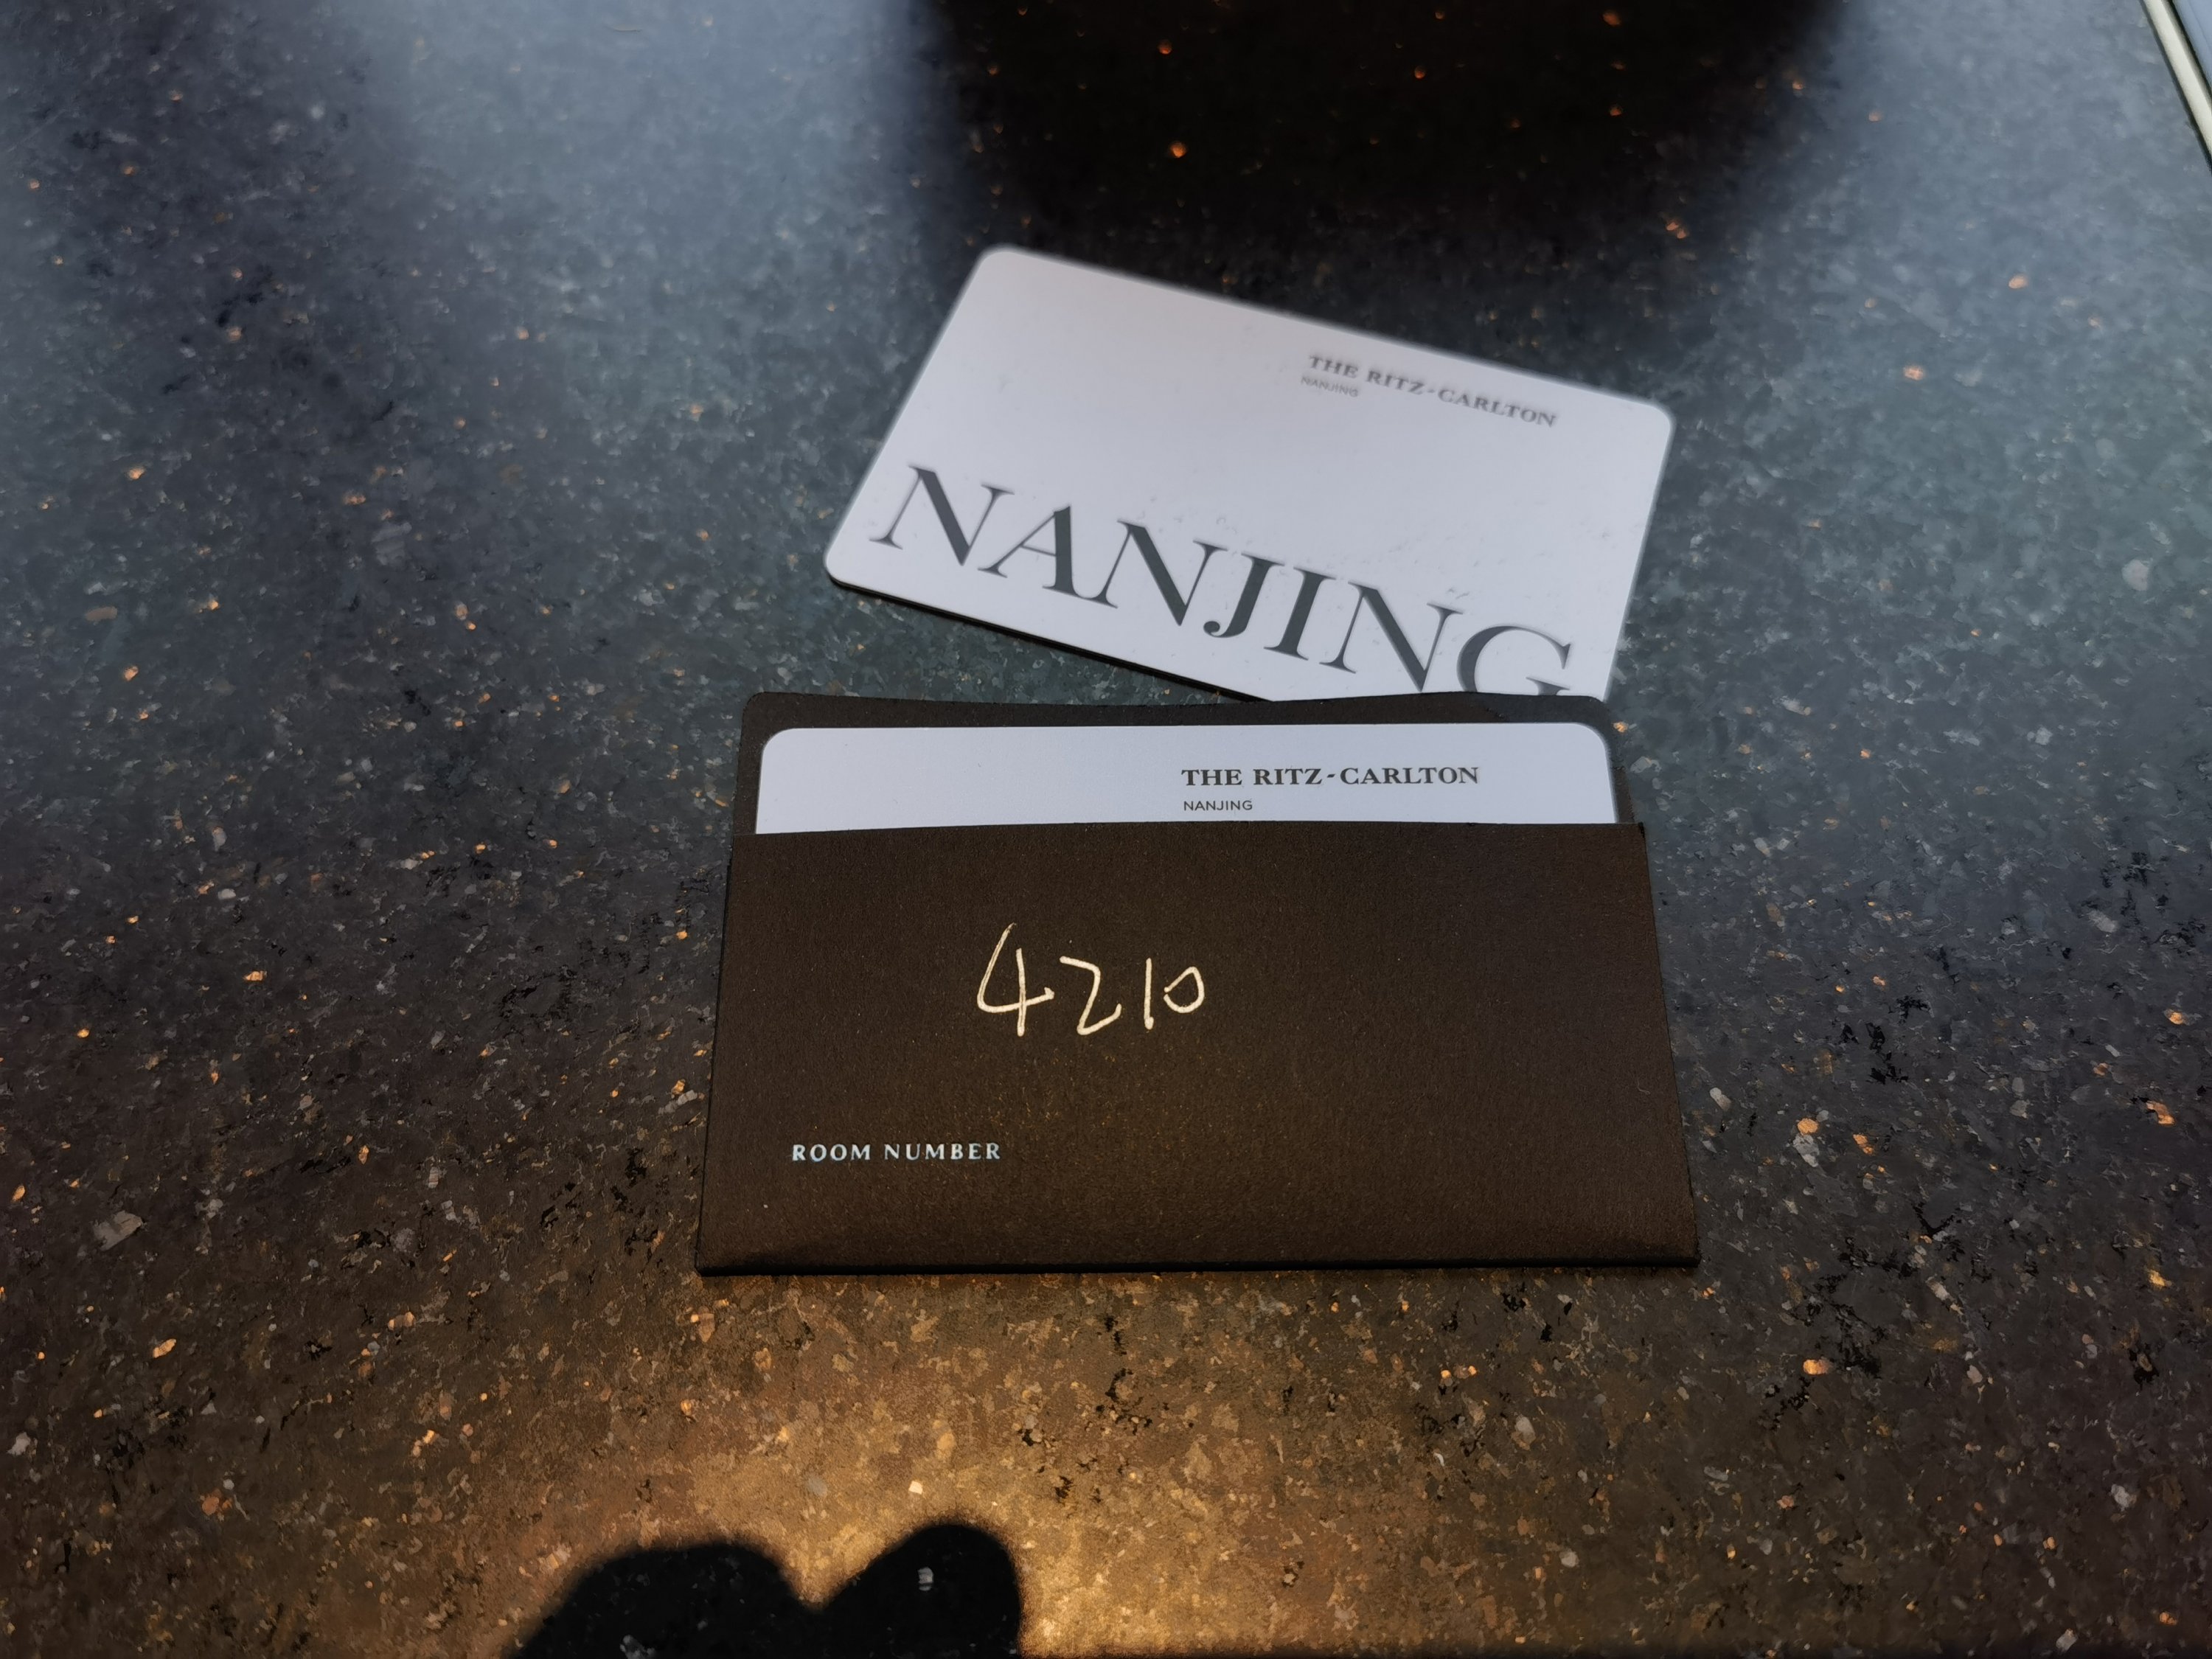 THE RITZ-CARLTON
NANJING
NANJING
THE RITZ-CARLTON
NANJING
4210
ROOM NUMBER